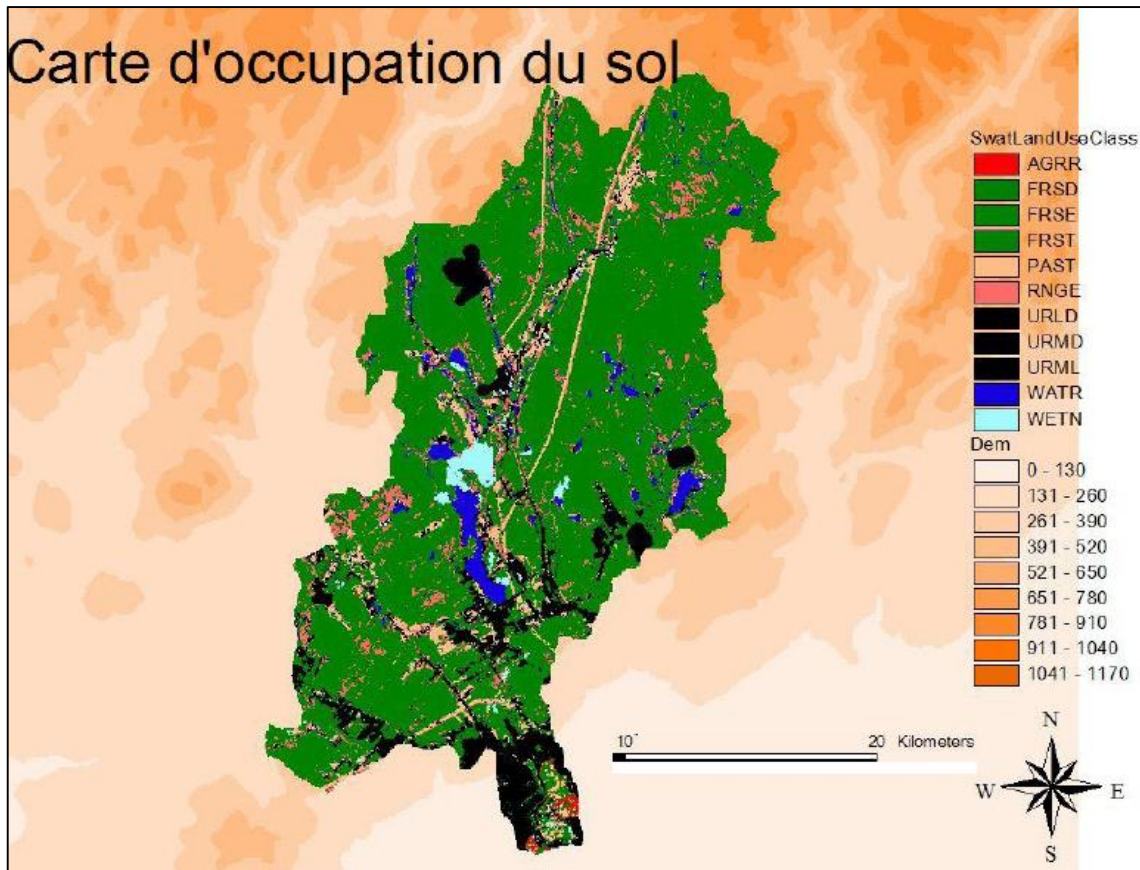 Carte d'occupation du sol
SwatLandUseClass
AGRR
FRSD
FRSE
FRST
PAST
RNGE
URLD
URMD
URML
WATR
WETN
Dem
0 - 130
131 - 260
261 - 390
391 - 520
521 - 650
651 - 780
781 - 910
911 - 1040
1041 - 1170
N
10 20 Kilometers
W E
S